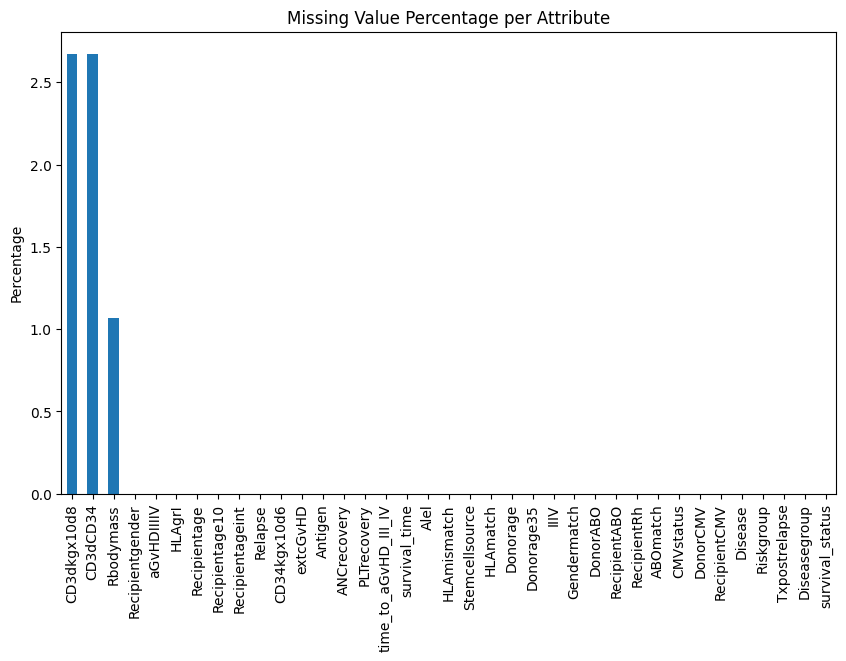 Missing Value Percentage per Attribute
Percentage
2.5
2.0
1.5
1.0
0.5
0.0
CD3dkgx10d8
CD3dCD34
Rbodymass
Recipientgender
aGvHDIIIIV
HLAgrI
Recipientage
Recipientage10
Recipientageint
Relapse
CD34kgx10d6
extcGvHD
Antigen
ANCrecovery
PLTrecovery
time_to_aGvHD_III_IV
survival_time
Alel
HLAmismatch
Stemcellsource
HLAmatch
Donorage
Donorage35
IIIV
Gendermatch
DonorABO
RecipientABO
RecipientRh
ABOmatch
CMVstatus
DonorCMV
RecipientCMV
Disease
Riskgroup
Txpostrelapse
Diseasegroup
survival_status